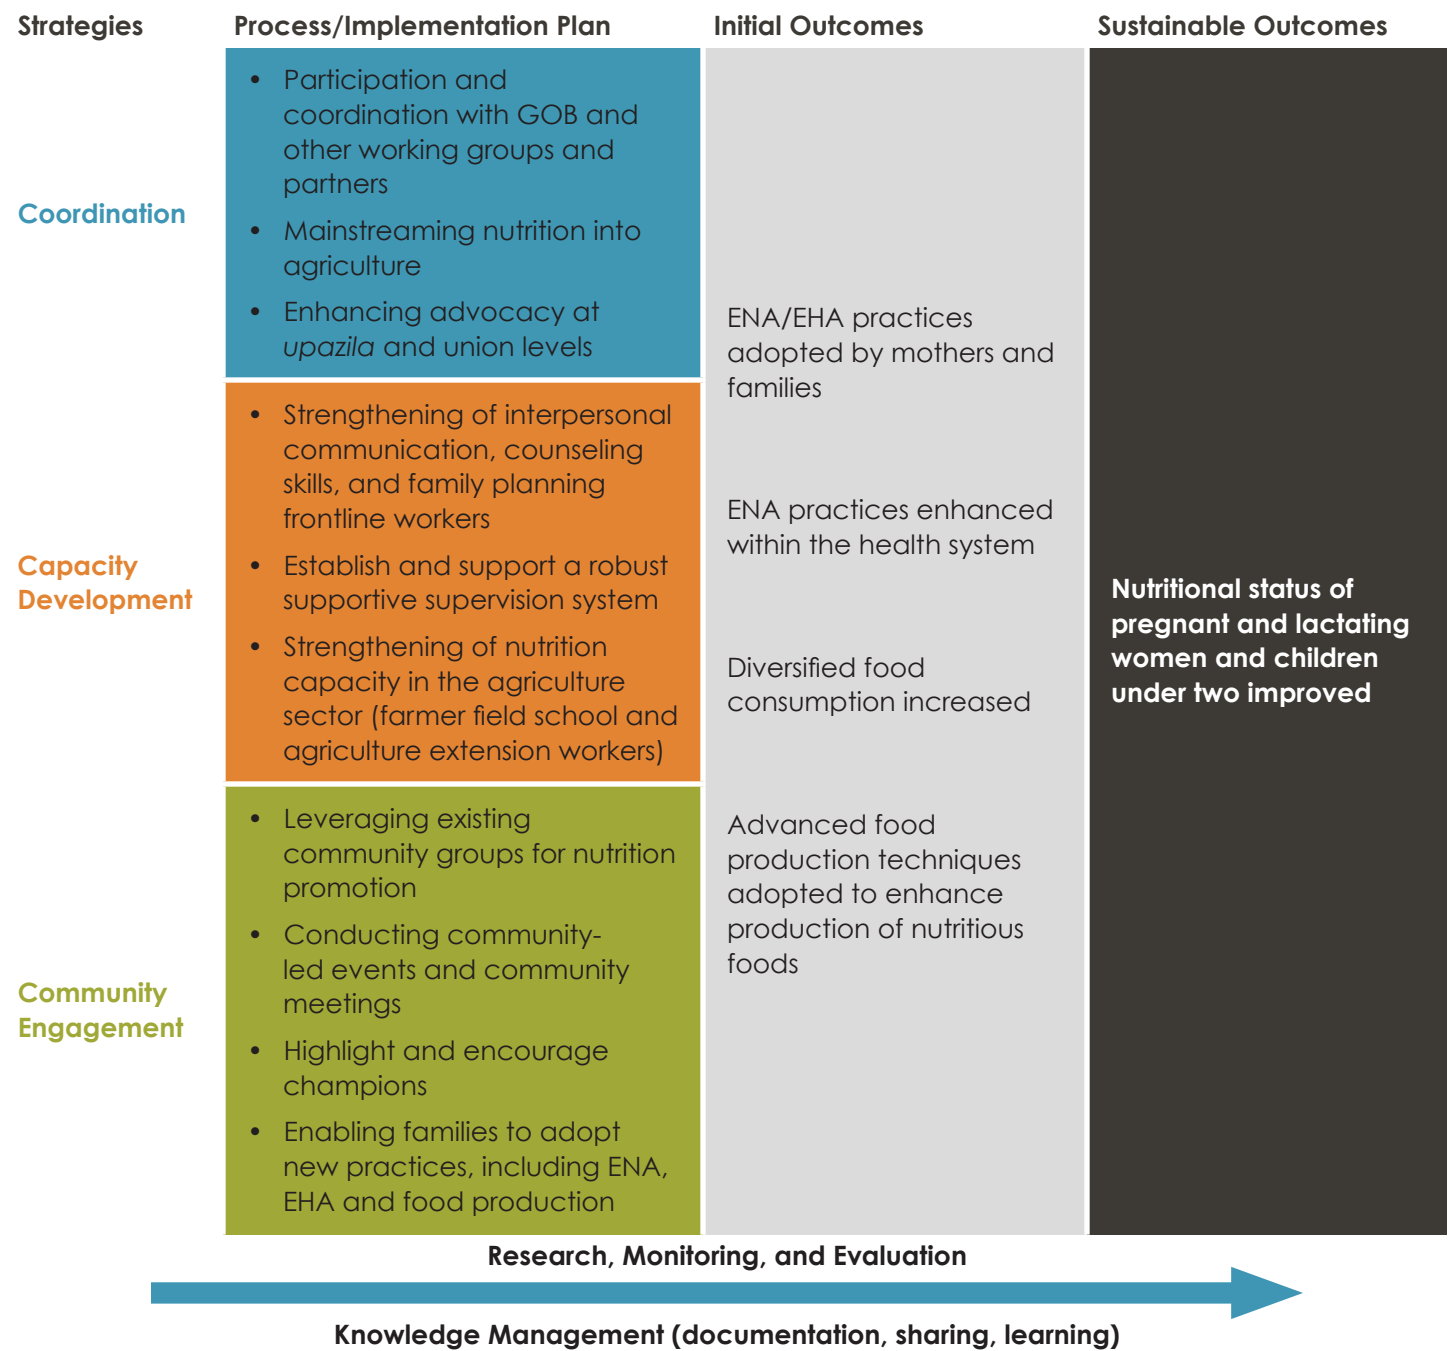 Strategies
Process/Implementation Plan
Initial Outcomes
Sustainable Outcomes
Coordination
• Participation and
coordination with GOB and
other working groups and
partners
• Mainstreaming nutrition into
agriculture
• Enhancing advocacy at
upazila and union levels
Capacity
Development
• Strengthening of interpersonal
communication, counseling
skills, and family planning
frontline workers
• Establish and support a robust
supportive supervision system
• Strengthening of nutrition
capacity in the agriculture
sector (farmer field school and
agriculture extension workers)
Community
Engagement
• Leveraging existing
community groups for nutrition
promotion
• Conducting community-
led events and community
meetings
• Highlight and encourage
champions
• Enabling families to adopt
new practices, including ENA,
EHA and food production
ENA/EHA practices
adopted by mothers and
families
ENA practices enhanced
within the health system
Diversified food
consumption increased
Advanced food
production techniques
adopted to enhance
production of nutritious
foods
Nutritional status of
pregnant and lactating
women and children
under two improved
Research, Monitoring, and Evaluation
Knowledge Management (documentation, sharing, learning)